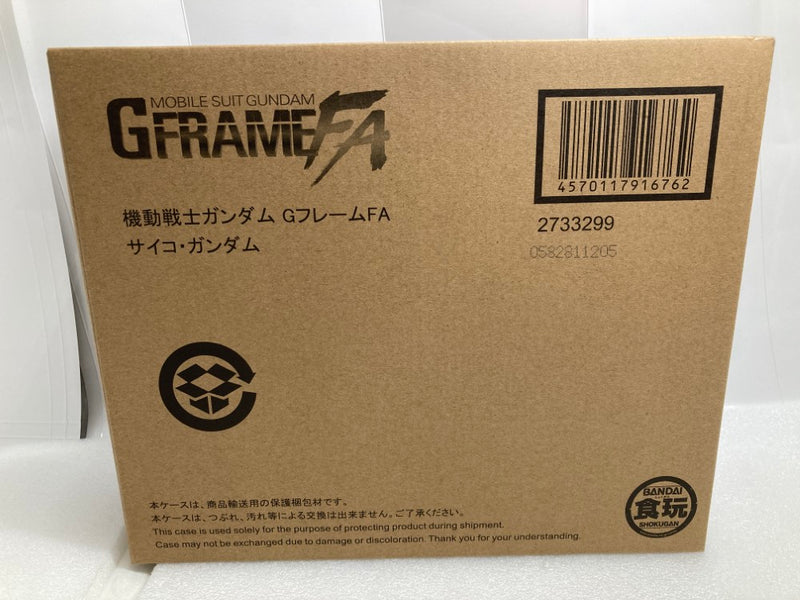 MOBILE SUIT GUNDAM
GFRAMEFA
4570117916762
機動戦士ガンダム GフレームFA
サイコ・ガンダム
2733299
0582811205
本ケースは、商品輸送用の保護梱包材です。
本ケースは、つぶれ、汚れ等による交換は出来ません。ご了承ください。
This case is used solely for the purpose of protecting product during shipment.
Case may not be exchanged due to damage or discoloration. Thank you for your understanding.
BANDAI
食玩
SHOKUGAN